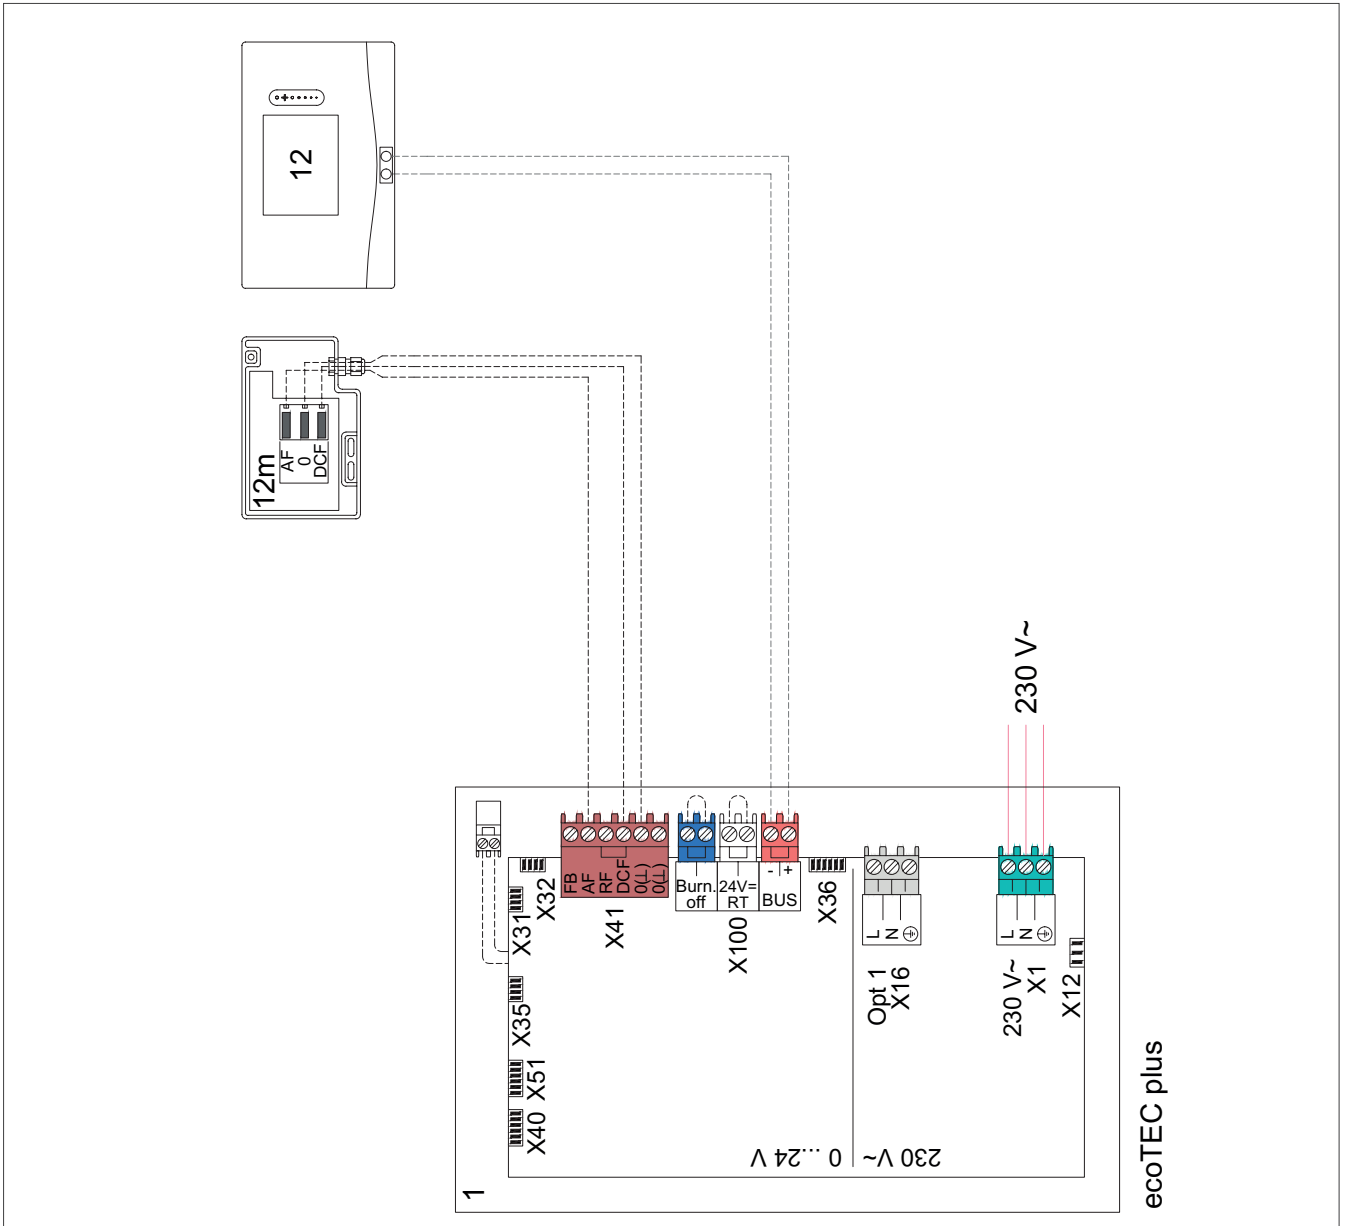 12
12m
AF
0
DCF
230 V~
FB
AF
RF
DCF
0(⊥)
0(⊥)
X41
Burn.
off
24V=
RT
X100
- +
BUS
X32
X31
X35
X51
X40
X36
L
N
Opt 1
X16
L
N
230 V~
X1
X12
0...24 V | 230 V~
1
ecoTEC plus